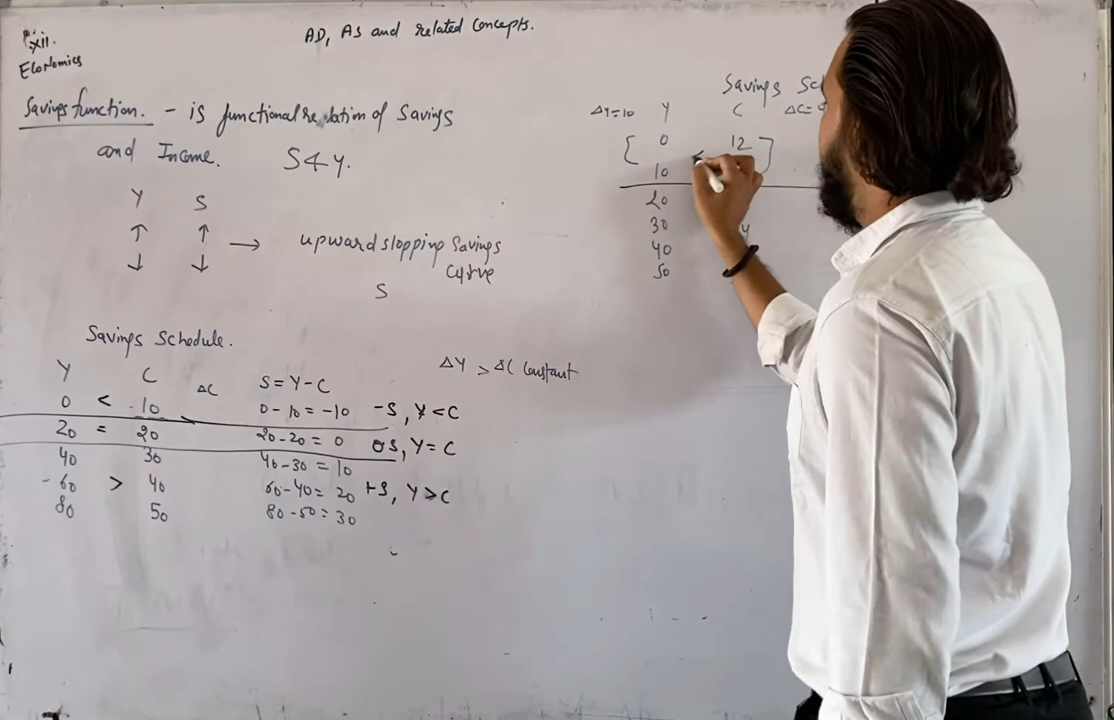 xii.
Economics
AD, AS and related Concepts.
Savings function. - is functional relation of Savings
and Income. S & Y.
Y S
↑ ↑
↓ ↓ → upward slopping Savings
Curve
S
Savings Schedule.
Y C ΔC S = Y - C
0 < 10 0 - 10 = -10 -S, Y < C
20 = 20 20 - 20 = 0 0S, Y = C
40 30 40 - 30 = 10
60 > 40 60 - 40 = 20 +S, Y > C
80 50 80 - 50 = 30
ΔY > ΔC Constant
Savings
ΔY = 10 Y C ΔC =
0 12
10 <
20
30
40
50